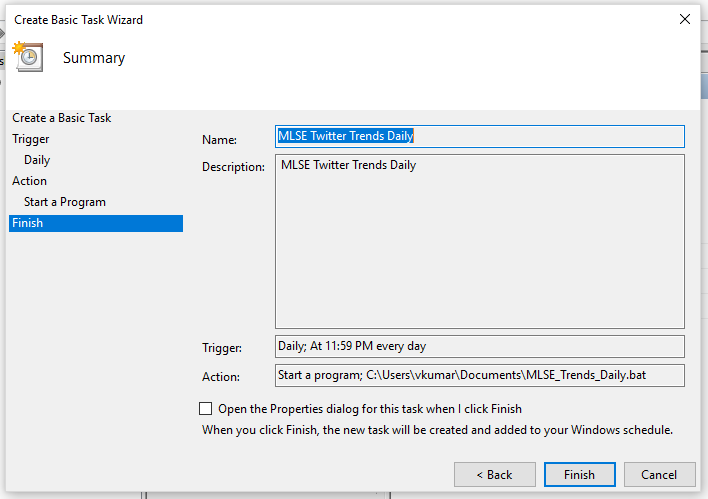 Create Basic Task Wizard
Summary
Create a Basic Task
Trigger
Daily
Action
Start a Program
Finish
Name: MLSE Twitter Trends Daily
Description: MLSE Twitter Trends Daily
Trigger: Daily; At 11:59 PM every day
Action: Start a program; C:\Users\vkumar\Documents\MLSE_Trends_Daily.bat
Open the Properties dialog for this task when I click Finish
When you click Finish, the new task will be created and added to your Windows schedule.
< Back Finish Cancel